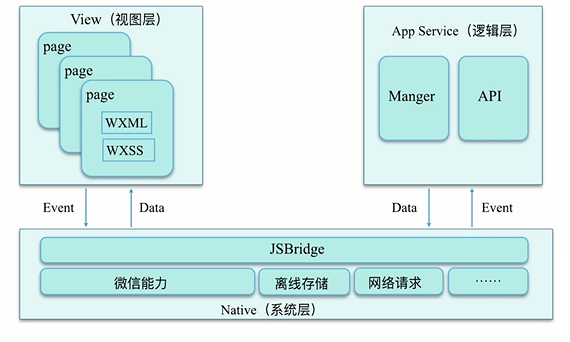 View（视图层）
page
page
page
WXML
WXSS
App Service（逻辑层）
Manger
API
Event
Data
Data
Event
JSBridge
微信能力
离线存储
网络请求
……
Native（系统层）